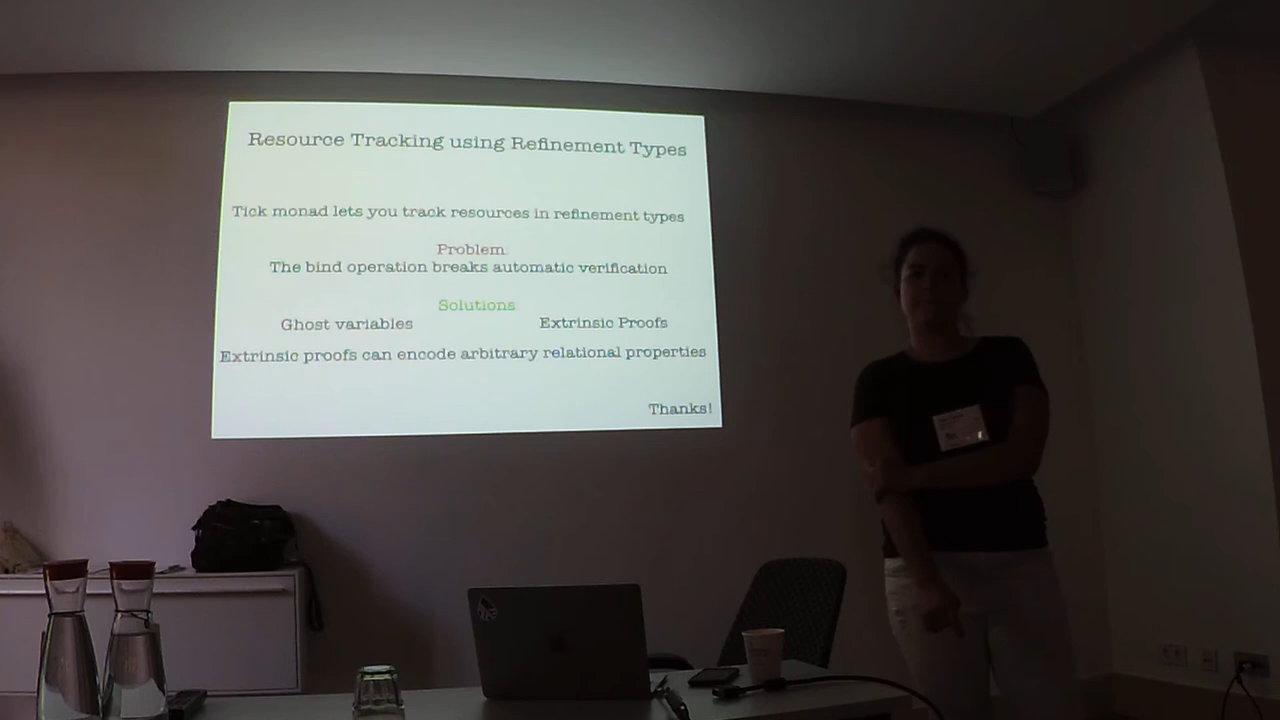 Resource Tracking using Refinement Types
Tick monad lets you track resources in refinement types
Problem
The bind operation breaks automatic verification
Solutions
Ghost variables
Extrinsic Proofs
Extrinsic proofs can encode arbitrary relational properties
Thanks!